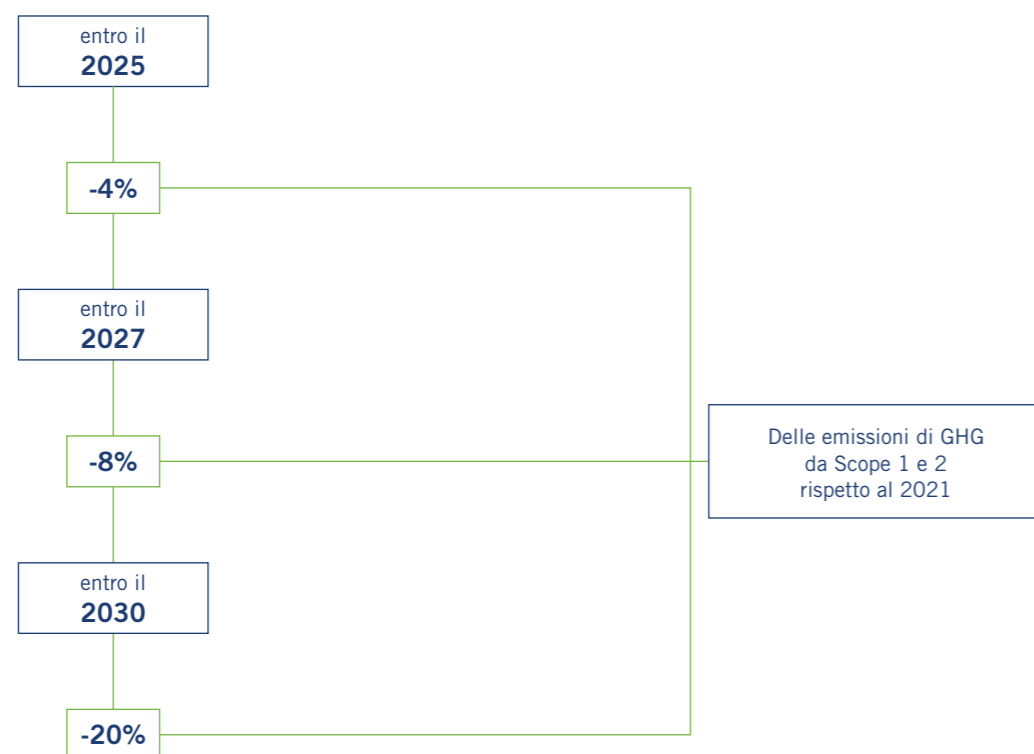 entro il
2025
-4%
entro il
2027
-8%
Delle emissioni di GHG
da Scope 1 e 2
rispetto al 2021
entro il
2030
-20%